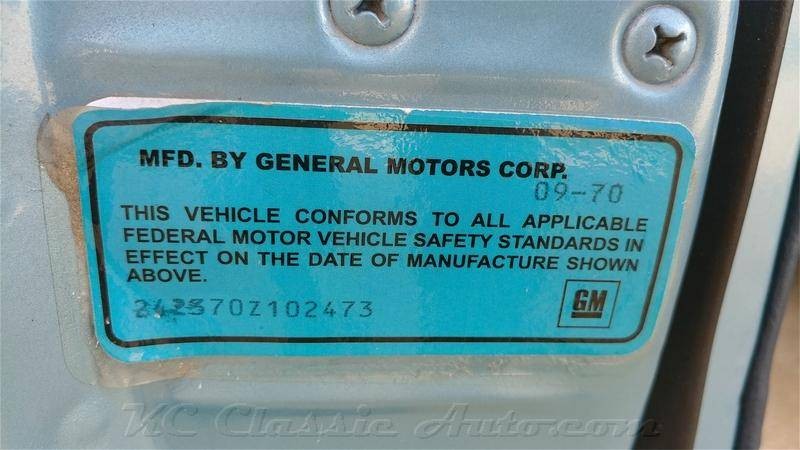 MFD. BY GENERAL MOTORS CORP.
09-70
THIS VEHICLE CONFORMS TO ALL APPLICABLE
FEDERAL MOTOR VEHICLE SAFETY STANDARDS IN
EFFECT ON THE DATE OF MANUFACTURE SHOWN
ABOVE.
242370Z102473
GM
KC Classic Auto.com